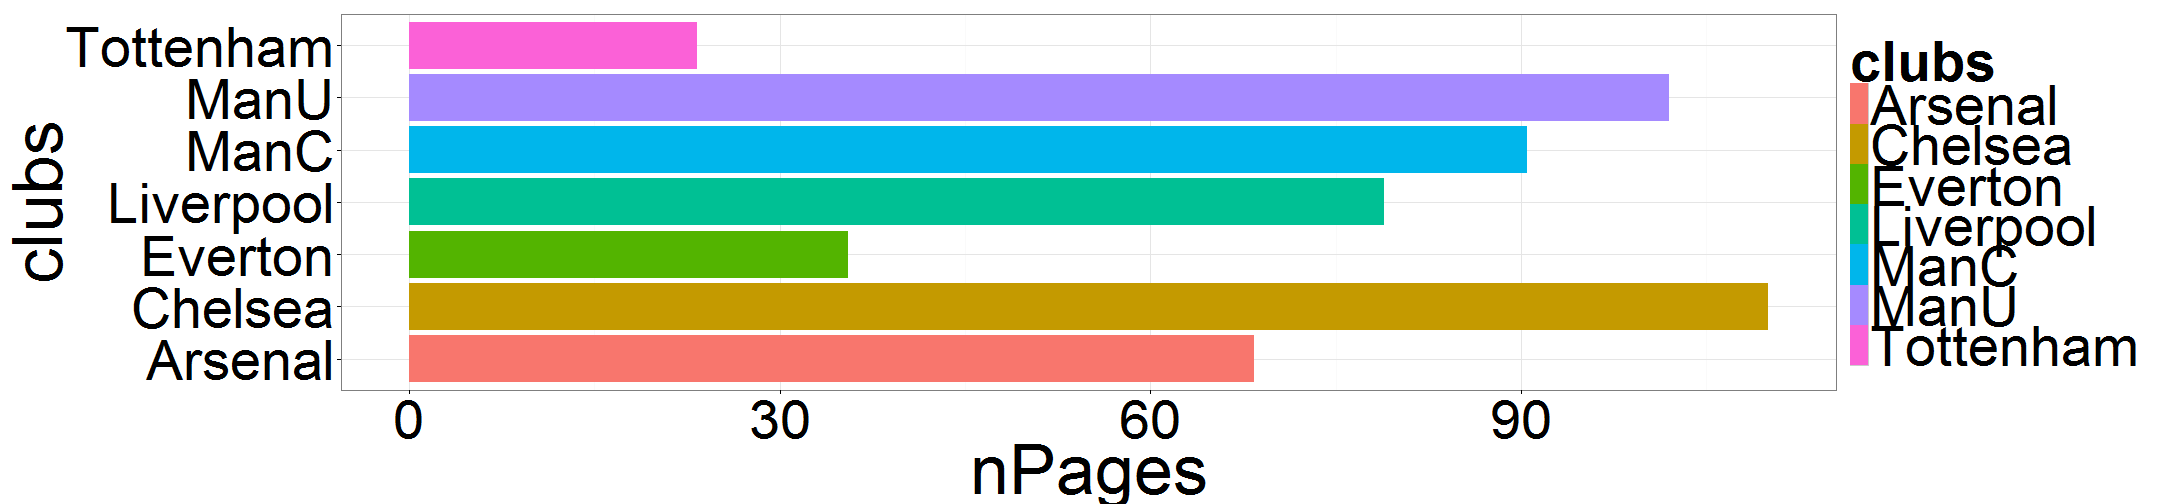 clubs
Tottenham
ManU
ManC
Liverpool
Everton
Chelsea
Arsenal
0 30 60 90
nPages
clubs
Arsenal
Chelsea
Everton
Liverpool
ManC
ManU
Tottenham